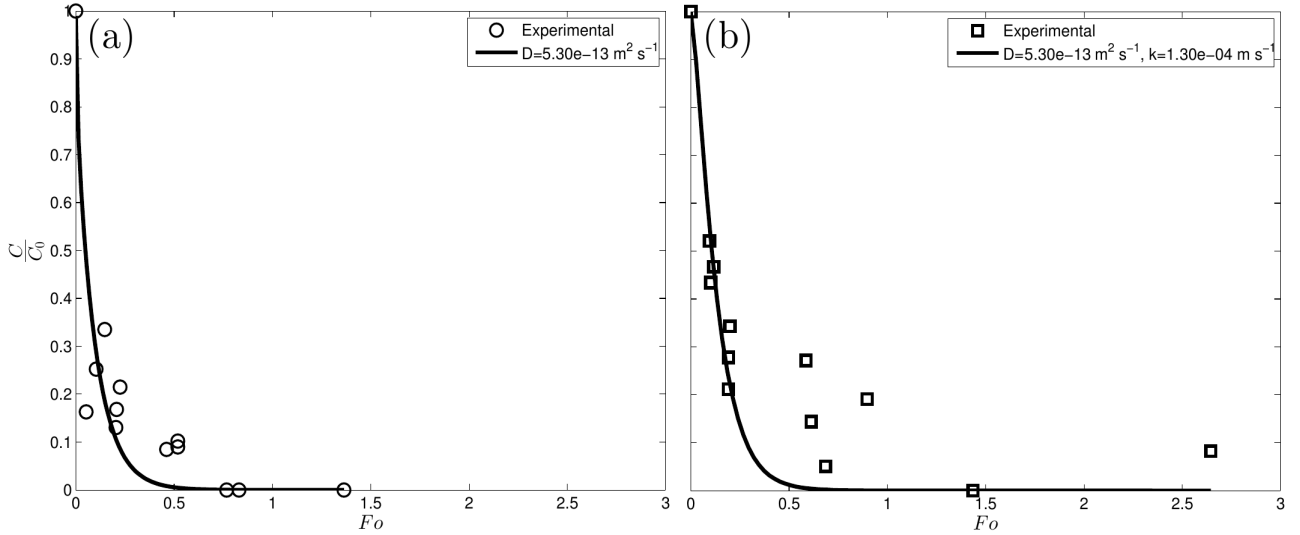 (a)
Experimental
D=5.30e−13 m² s⁻¹
1
0.9
0.8
0.7
0.6
0.5
0.4
0.3
0.2
0.1
0
C/C₀
0 0.5 1 1.5 2 2.5 3
Fo
(b)
Experimental
D=5.30e−13 m² s⁻¹, k=1.30e−04 m s⁻¹
0 0.5 1 1.5 2 2.5 3
Fo